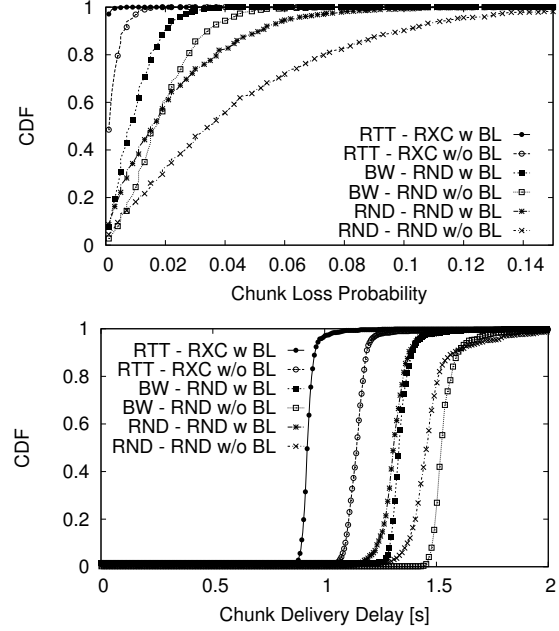 1
0.8
0.6
0.4
0.2
0
CDF
0 0.02 0.04 0.06 0.08 0.1 0.12 0.14
Chunk Loss Probability
RTT - RXC w BL
RTT - RXC w/o BL
BW - RND w BL
BW - RND w/o BL
RND - RND w BL
RND - RND w/o BL
1
0.8
0.6
0.4
0.2
0
CDF
RTT - RXC w BL
RTT - RXC w/o BL
BW - RND w BL
BW - RND w/o BL
RND - RND w BL
RND - RND w/o BL
0 0.5 1 1.5 2
Chunk Delivery Delay [s]